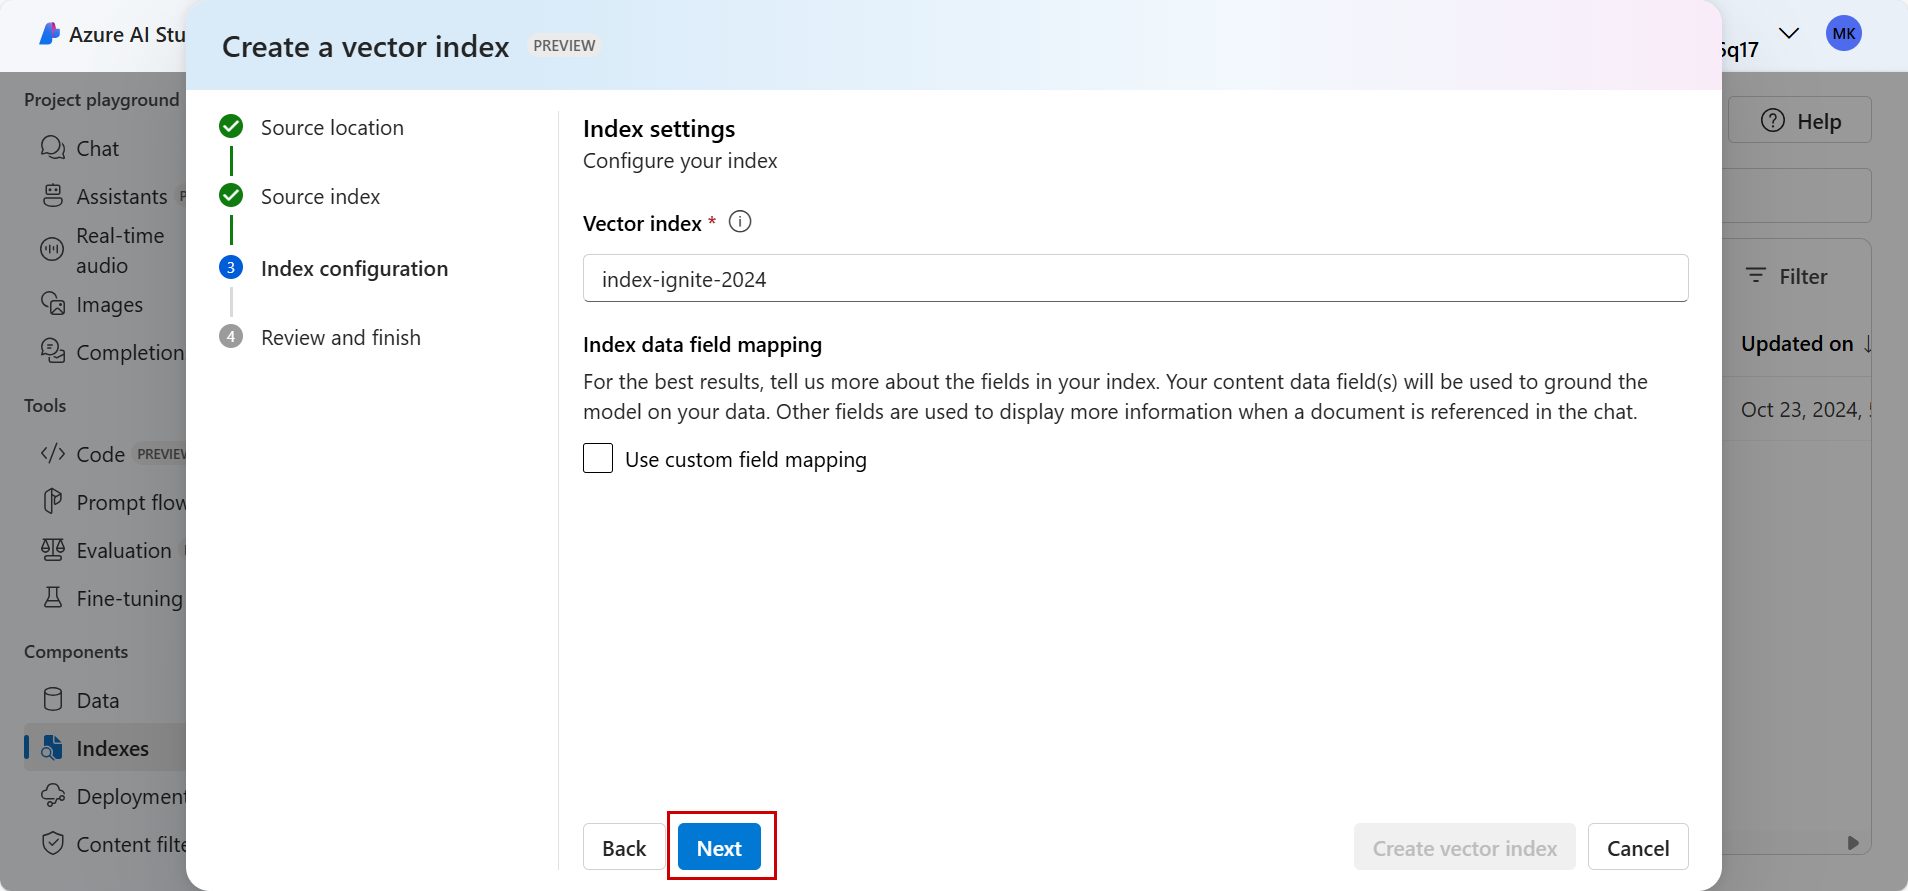 Azure AI Stu
Create a vector index
PREVIEW
MK
Project playground
Chat
Assistants
Real-time
audio
Images
Completion
Tools
Code
PREVIEW
Prompt flow
Evaluation
Fine-tuning
Components
Data
Indexes
Deployment
Content filte
Source location
Source index
3
Index configuration
4
Review and finish
Index settings
Configure your index
Vector index *
index-ignite-2024
Index data field mapping
For the best results, tell us more about the fields in your index. Your content data field(s) will be used to ground the
model on your data. Other fields are used to display more information when a document is referenced in the chat.
Use custom field mapping
Back
Next
Create vector index
Cancel
Help
Filter
Updated on ↓
Oct 23, 2024,